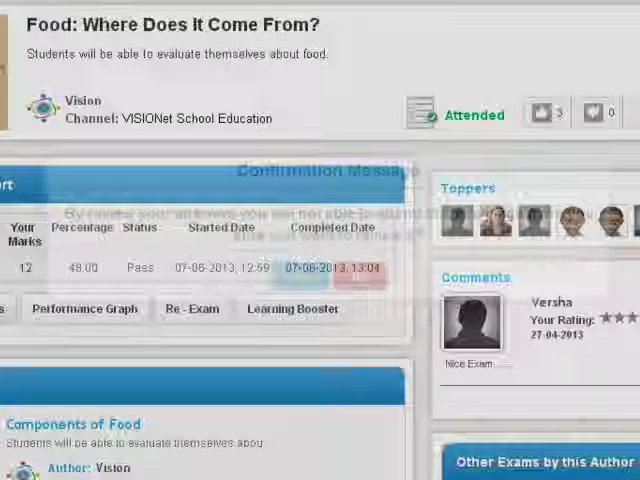 Food: Where Does It Come From?
Students will be able to evaluate themselves about food.
Vision
Channel: VISIONet School Education
Attended
3
0
ort
Toppers
Confirmation Message
Your Marks
Percentage
Status
Started Date
Completed Date
12
48.00
Pass
07-06-2013, 12:59
07-06-2013, 13:04
Performance Graph
Re - Exam
Learning Booster
Comments
Versha
Your Rating:
27-04-2013
Nice Exam......
Components of Food
Students will be able to evaluate themselves abou
Author: Vision
Other Exams by this Author